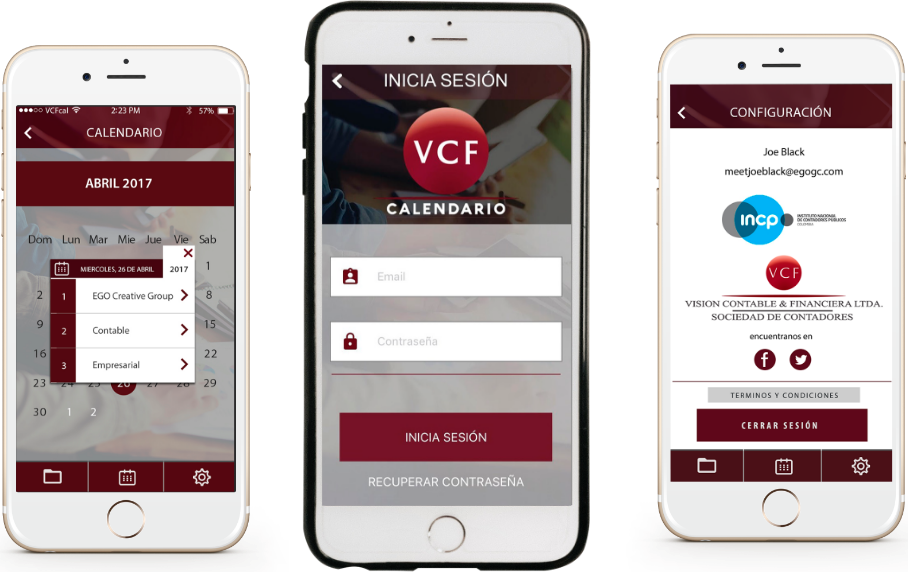 VCFcal 2:23 PM 57%
CALENDARIO
ABRIL 2017
Dom Lun Mar Mie Jue Vie Sab
1
MIERCOLES, 26 DE ABRIL 2017
2 1 EGO Creative Group 8
9 2 Contable 15
16 3 Empresarial 22
23 24 25 26 27 28 29
30 1 2
INICIA SESIÓN
VCF
CALENDARIO
Email
Contraseña
INICIA SESIÓN
RECUPERAR CONTRASEÑA
CONFIGURACIÓN
Joe Black
meetjoeblack@egogc.com
incp INSTITUTO NACIONAL
DE CONTADORES PÚBLICOS
COLOMBIA
VCF
VISION CONTABLE & FINANCIERA LTDA.
SOCIEDAD DE CONTADORES
encuentranos en
f
TERMINOS Y CONDICIONES
CERRAR SESIÓN